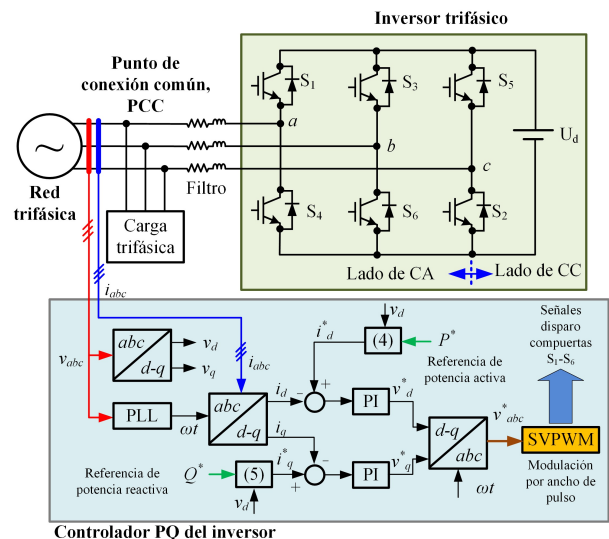 Inversor trifásico
Punto de
conexión común,
PCC
S1
S3
S5
a
b
c
Ud
Red
trifásica
Filtro
Carga
trifásica
S4
S6
S2
Lado de CA
Lado de CC
iabc
vabc
abc
d-q
vd
vq
PLL
ωt
iabc
abc
d-q
id
iq
vd
i*d
(4)
P*
Referencia de
potencia activa
PI
v*d
Señales
disparo
compuertas
S1-S6
d-q
abc
v*abc
SVPWM
Modulación
por ancho de
pulso
Referencia de
potencia reactiva
Q*
(5)
i*q
vd
PI
v*q
ωt
+
-
+
-
Controlador PQ del inversor